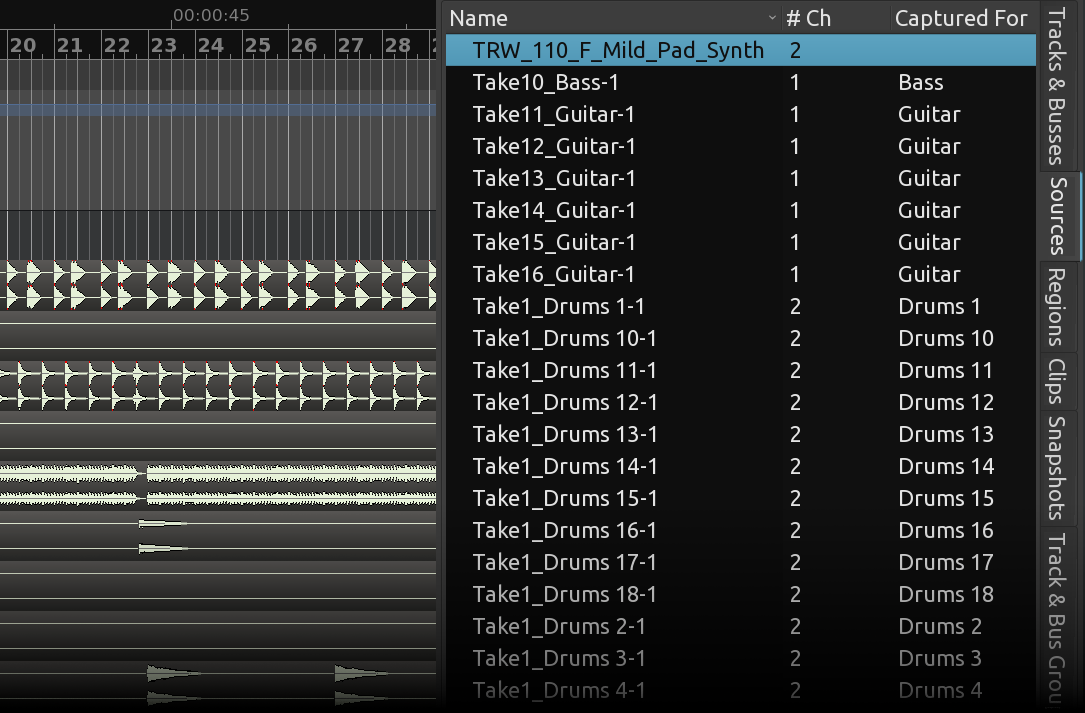 00:00:45
20 21 22 23 24 25 26 27 28
Name # Ch Captured For
TRW_110_F_Mild_Pad_Synth 2
Take10_Bass-1 1 Bass
Take11_Guitar-1 1 Guitar
Take12_Guitar-1 1 Guitar
Take13_Guitar-1 1 Guitar
Take14_Guitar-1 1 Guitar
Take15_Guitar-1 1 Guitar
Take16_Guitar-1 1 Guitar
Take1_Drums 1-1 2 Drums 1
Take1_Drums 10-1 2 Drums 10
Take1_Drums 11-1 2 Drums 11
Take1_Drums 12-1 2 Drums 12
Take1_Drums 13-1 2 Drums 13
Take1_Drums 14-1 2 Drums 14
Take1_Drums 15-1 2 Drums 15
Take1_Drums 16-1 2 Drums 16
Take1_Drums 17-1 2 Drums 17
Take1_Drums 18-1 2 Drums 18
Take1_Drums 2-1 2 Drums 2
Take1_Drums 3-1 2 Drums 3
Take1_Drums 4-1 2 Drums 4
Tracks & Busses
Sources
Regions
Clips
Snapshots
Track & Bus Grou